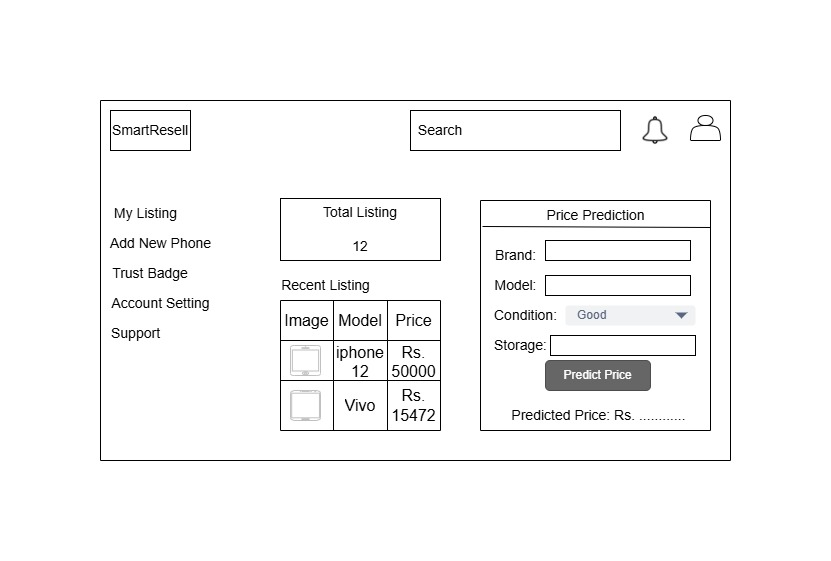 SmartResell
Search
My Listing
Add New Phone
Trust Badge
Account Setting
Support
Total Listing
12
Recent Listing
Image Model Price
iphone 12 Rs. 50000
Vivo Rs. 15472
Price Prediction
Brand:
Model:
Condition: Good
Storage:
Predict Price
Predicted Price: Rs. ............